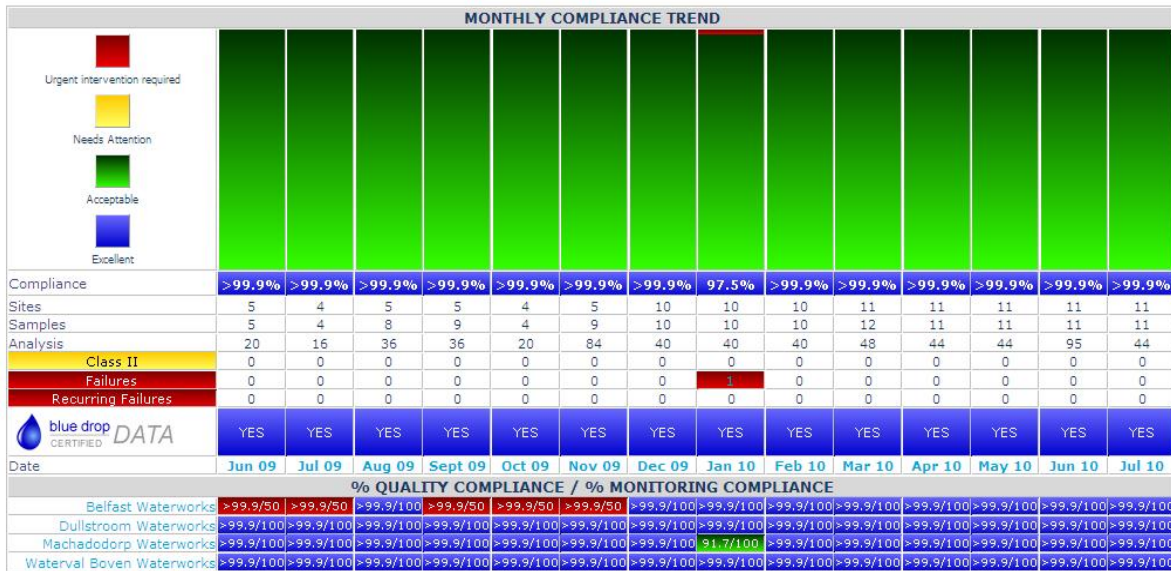 MONTHLY COMPLIANCE TREND
Urgent intervention required
Needs Attention
Acceptable
Excellent
Compliance >99.9% >99.9% >99.9% >99.9% >99.9% >99.9% >99.9% 97.5% >99.9% >99.9% >99.9% >99.9% >99.9% >99.9%
Sites 5 4 5 5 4 5 10 10 10 11 11 11 11 11
Samples 5 4 8 9 4 9 10 10 10 12 11 11 11 11
Analysis 20 16 36 36 20 84 40 40 40 48 44 44 95 44
Class II 0 0 0 0 0 0 0 0 0 0 0 0 0 0
Failures 0 0 0 0 0 0 0 1 0 0 0 0 0 0
Recurring Failures 0 0 0 0 0 0 0 0 0 0 0 0 0 0
blue drop CERTIFIED DATA YES YES YES YES YES YES YES YES YES YES YES YES YES YES
Date Jun 09 Jul 09 Aug 09 Sept 09 Oct 09 Nov 09 Dec 09 Jan 10 Feb 10 Mar 10 Apr 10 May 10 Jun 10 Jul 10
% QUALITY COMPLIANCE / % MONITORING COMPLIANCE
Belfast Waterworks >99.9/50 >99.9/50 >99.9/100 >99.9/50 >99.9/50 >99.9/50 >99.9/100 >99.9/100 >99.9/100 >99.9/100 >99.9/100 >99.9/100 >99.9/100 >99.9/100
Dullstroom Waterworks >99.9/100 >99.9/100 >99.9/100 >99.9/100 >99.9/100 >99.9/100 >99.9/100 >99.9/100 >99.9/100 >99.9/100 >99.9/100 >99.9/100 >99.9/100 >99.9/100
Machadodorp Waterworks >99.9/100 >99.9/100 >99.9/100 >99.9/100 >99.9/100 >99.9/100 >99.9/100 91.7/100 >99.9/100 >99.9/100 >99.9/100 >99.9/100 >99.9/100 >99.9/100
Waterval Boven Waterworks >99.9/100 >99.9/100 >99.9/100 >99.9/100 >99.9/100 >99.9/100 >99.9/100 >99.9/100 >99.9/100 >99.9/100 >99.9/100 >99.9/100 >99.9/100 >99.9/100